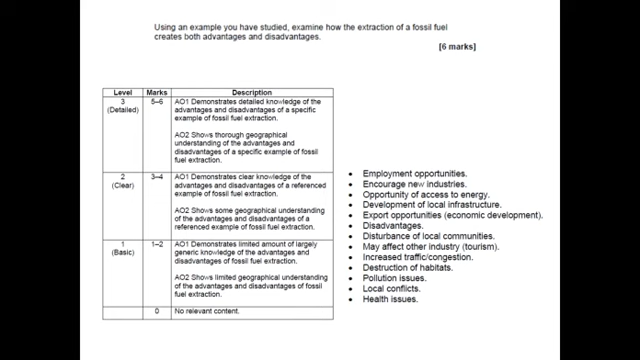 Using an example you have studied, examine how the extraction of a fossil fuel
creates both advantages and disadvantages.
[6 marks]
Level Marks Description
3 5–6 AO1 Demonstrates detailed knowledge of the
(Detailed) advantages and disadvantages of a specific
example of fossil fuel extraction.
AO2 Shows thorough geographical
understanding of the advantages and
disadvantages of a specific example of fossil
fuel extraction.
2 3–4 AO1 Demonstrates clear knowledge of the
(Clear) advantages and disadvantages of a referenced
example of fossil fuel extraction.
AO2 Shows some geographical understanding
of the advantages and disadvantages of a
referenced example of fossil fuel extraction.
1 1–2 AO1 Demonstrates limited amount of largely
(Basic) generic knowledge of the advantages and
disadvantages of fossil fuel extraction.
AO2 Shows limited geographical understanding
of the advantages and disadvantages of fossil
fuel extraction.
0 No relevant content.
• Employment opportunities.
• Encourage new industries.
• Opportunity of access to energy.
• Development of local infrastructure.
• Export opportunities (economic development).
• Disadvantages.
• Disturbance of local communities.
• May affect other industry (tourism).
• Increased traffic/congestion.
• Destruction of habitats.
• Pollution issues.
• Local conflicts.
• Health issues.